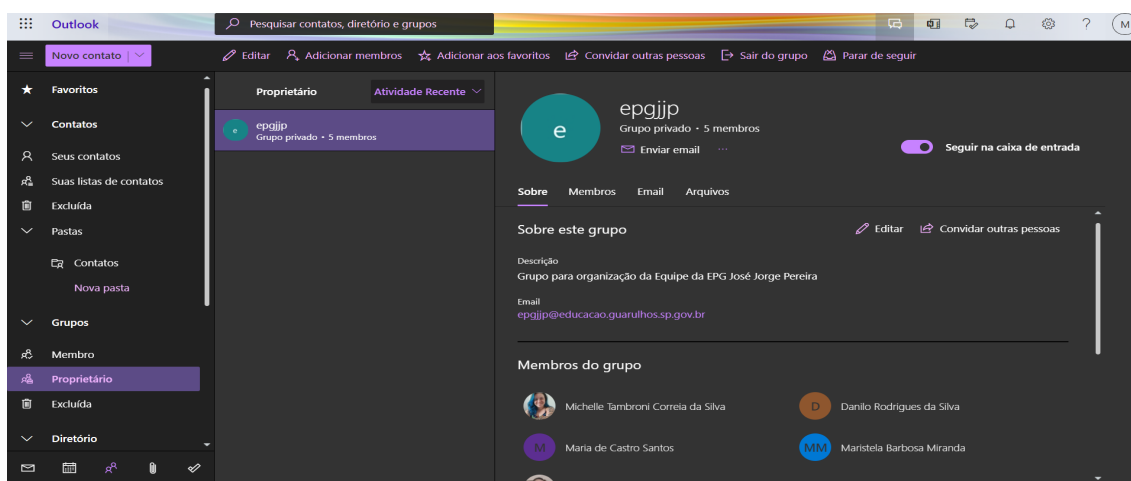 Outlook
Pesquisar contatos, diretório e grupos
?
M
Novo contato
Editar
Adicionar membros
Adicionar aos favoritos
Convidar outras pessoas
Sair do grupo
Parar de seguir
Favoritos
Contatos
Seus contatos
Suas listas de contatos
Excluída
Pastas
Contatos
Nova pasta
Grupos
Membro
Proprietário
Excluída
Diretório
Proprietário
Atividade Recente
e
epgjjp
Grupo privado • 5 membros
e
epgjjp
Grupo privado • 5 membros
Enviar email
...
Seguir na caixa de entrada
Sobre
Membros
Email
Arquivos
Sobre este grupo
Editar
Convidar outras pessoas
Descrição
Grupo para organização da Equipe da EPG José Jorge Pereira
Email
epgjjp@educacao.guarulhos.sp.gov.br
Membros do grupo
Michelle Tambroni Correia da Silva
D
Danilo Rodrigues da Silva
M
Maria de Castro Santos
MM
Maristela Barbosa Miranda